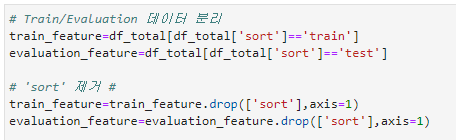 # Train/Evaluation 데이터 분리
train_feature=df_total[df_total['sort']=='train']
evaluation_feature=df_total[df_total['sort']=='test']
# 'sort' 제거 #
train_feature=train_feature.drop(['sort'],axis=1)
evaluation_feature=evaluation_feature.drop(['sort'],axis=1)